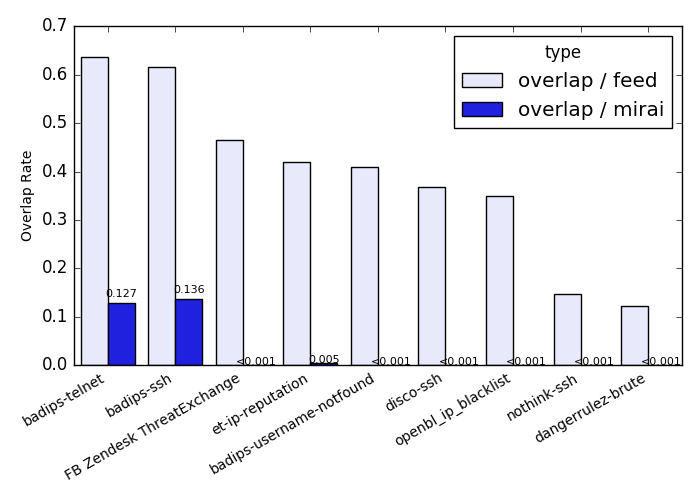 0.7
0.6
0.5
0.4
0.3
0.2
0.1
0.0
Overlap Rate
type
overlap / feed
overlap / mirai
0.127
0.136
<0.001
0.005
<0.001
<0.001
<0.001
<0.001
<0.001
badips-telnet
badips-ssh
FB Zendesk ThreatExchange
et-ip-reputation
badips-username-notfound
disco-ssh
openbl_ip_blacklist
nothink-ssh
dangerrulez-brute